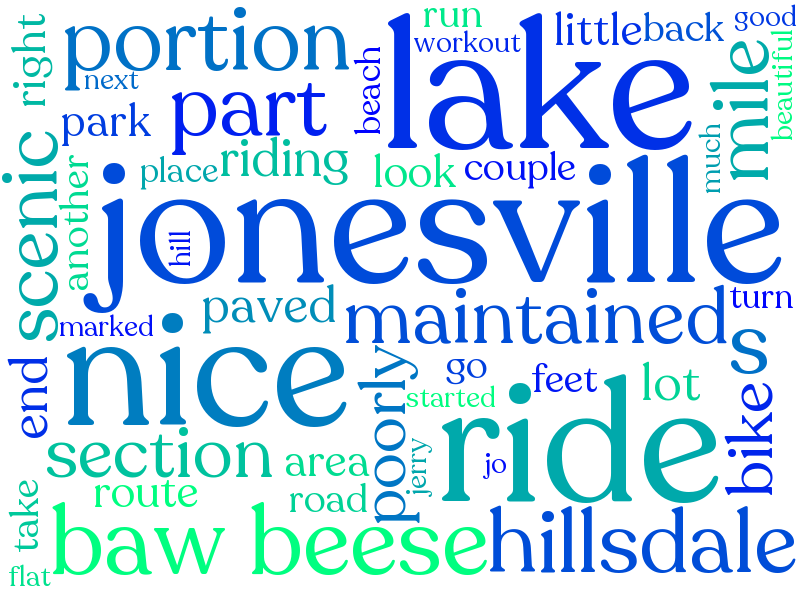 portion
next
park
part
right
scenic
another
beach
run
workout
little
back
good
lake
mile
beautiful
much
place
riding
look
couple
jonesville
hill
paved
marked
maintained
turn
nice
s
end
poorly
go
feet
lot
started
bike
ride
section
area
jerry
jo
route
road
take
flat
baw beese
hillsdale